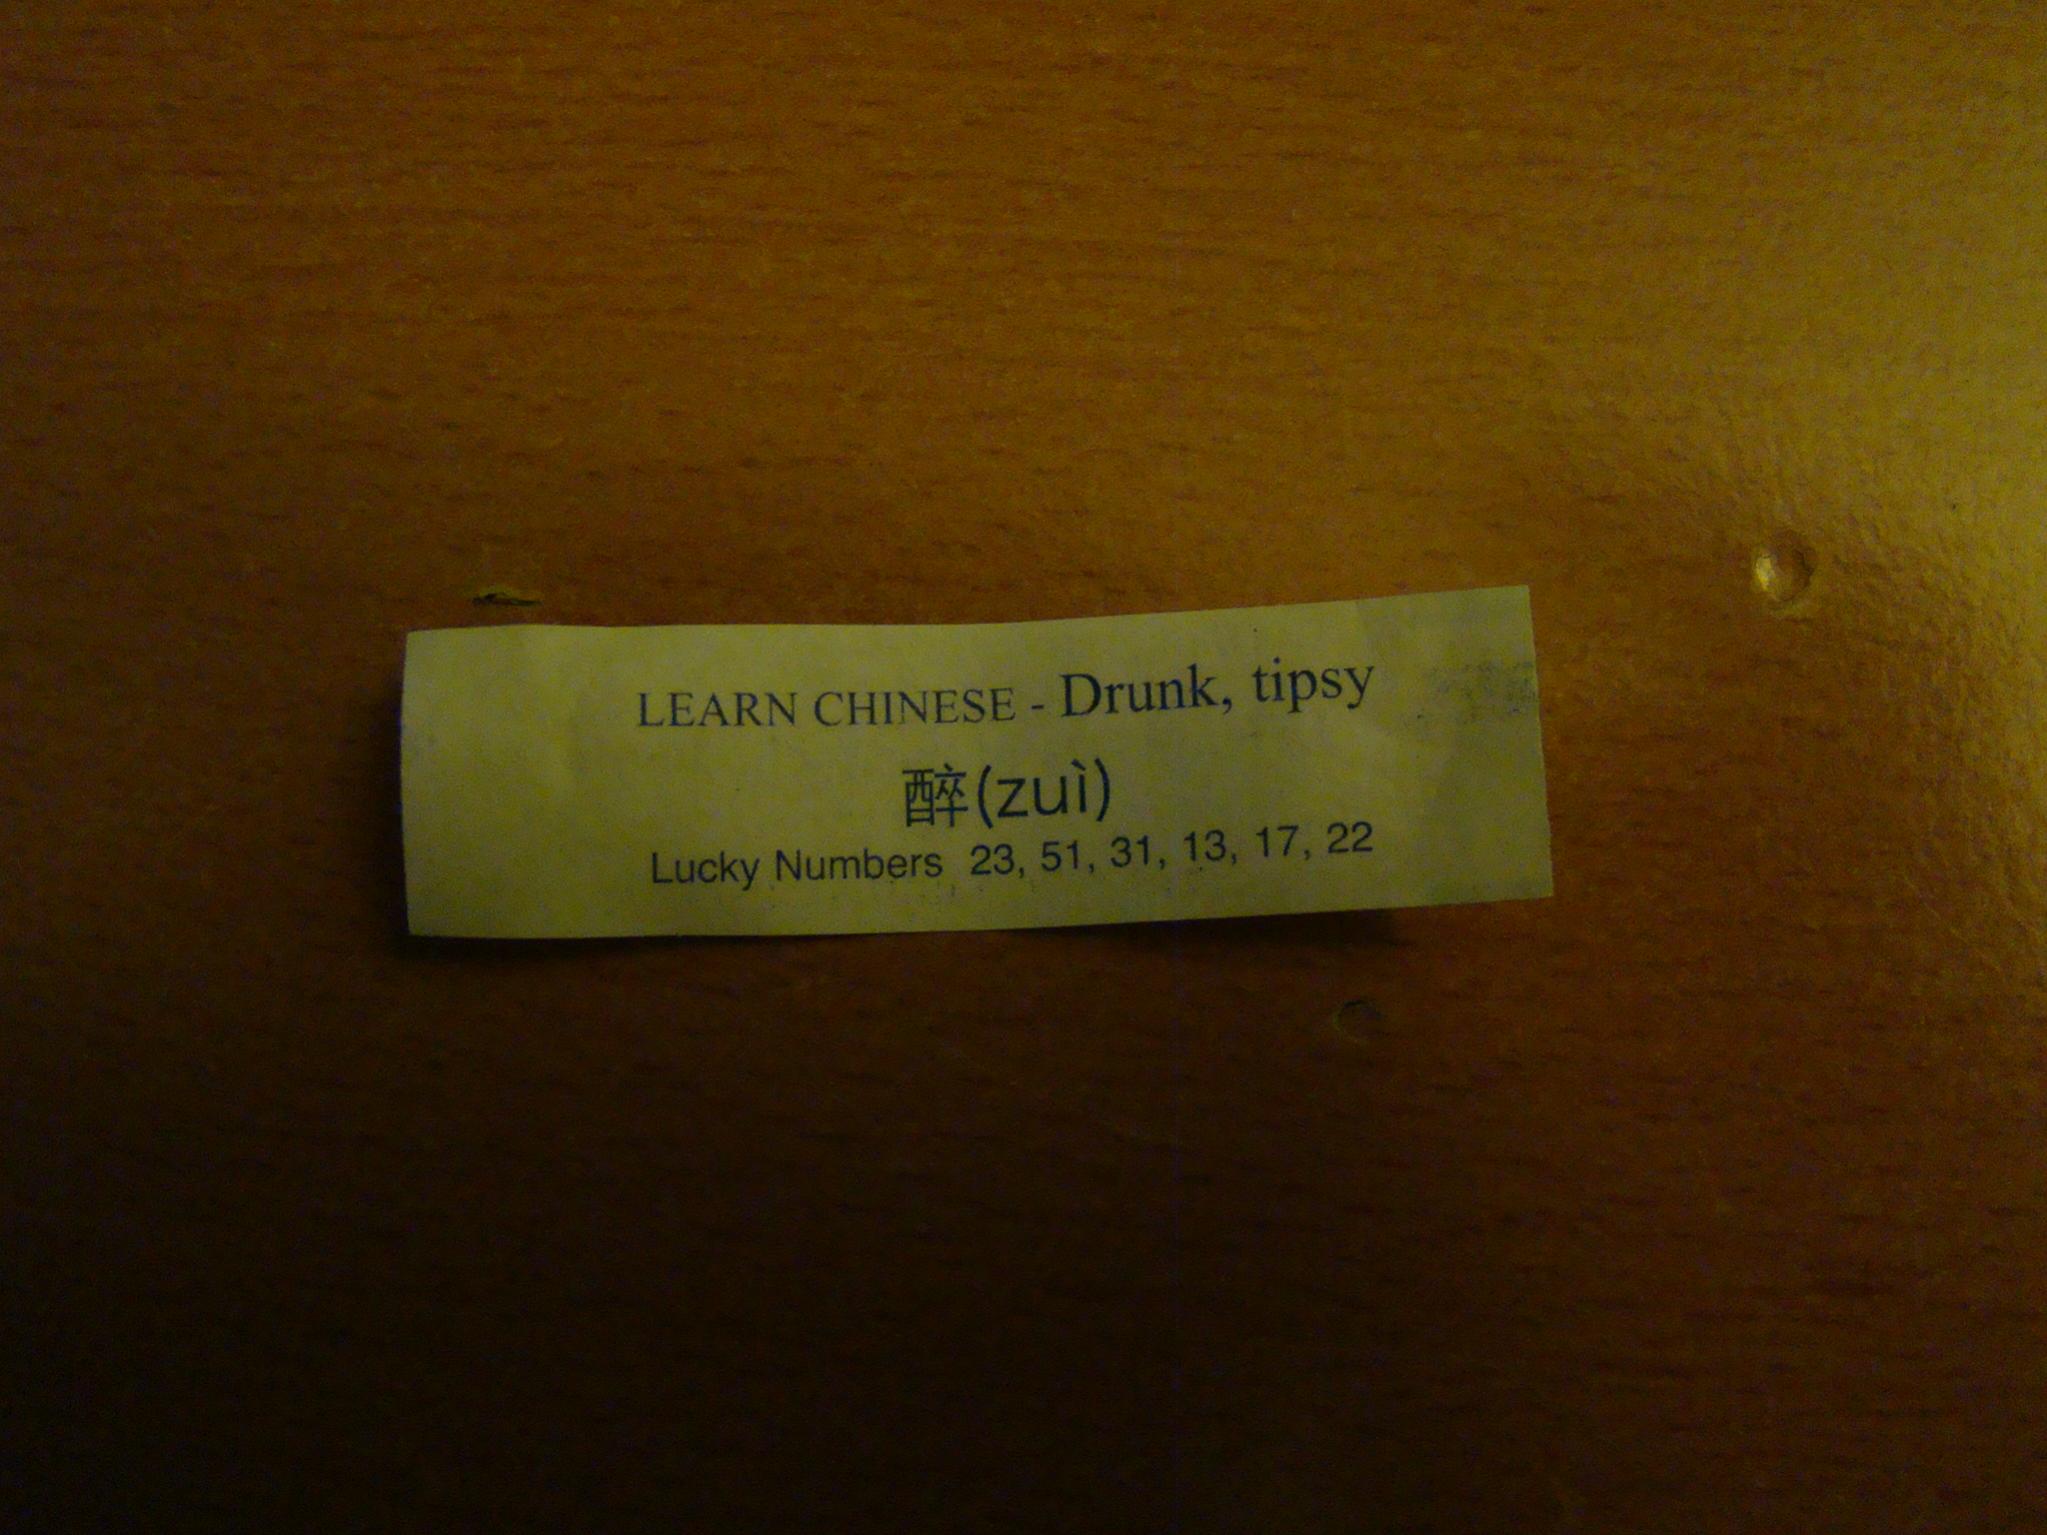 LEARN CHINESE - Drunk, tipsy
醉(zuì)
Lucky Numbers 23, 51, 31, 13, 17, 22